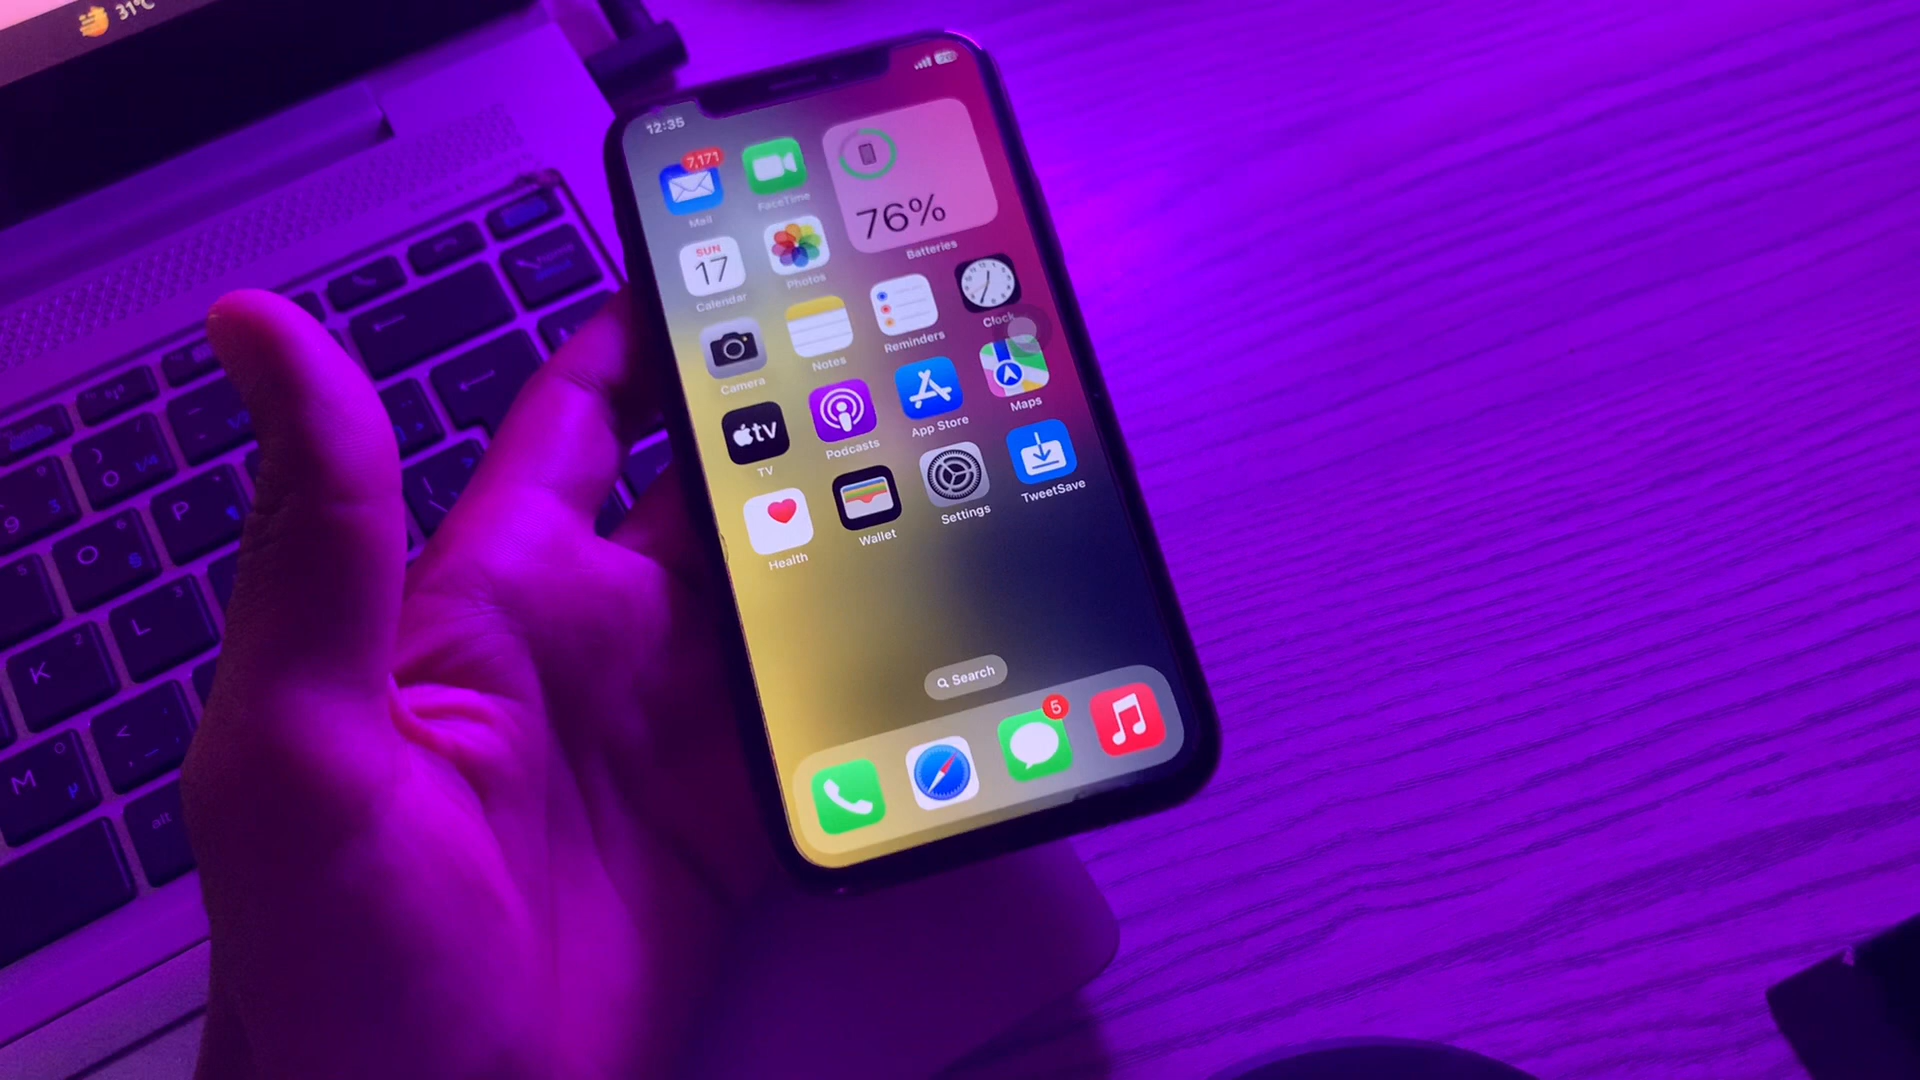 31°C
12:35
7,171
Mail
FaceTime
76%
Batteries
SUN
17
Calendar
Photos
Camera
Notes
Reminders
Clock
tv
TV
Podcasts
App Store
Maps
Health
Wallet
Settings
TweetSave
Search
5
P
O
L
K
M
alt